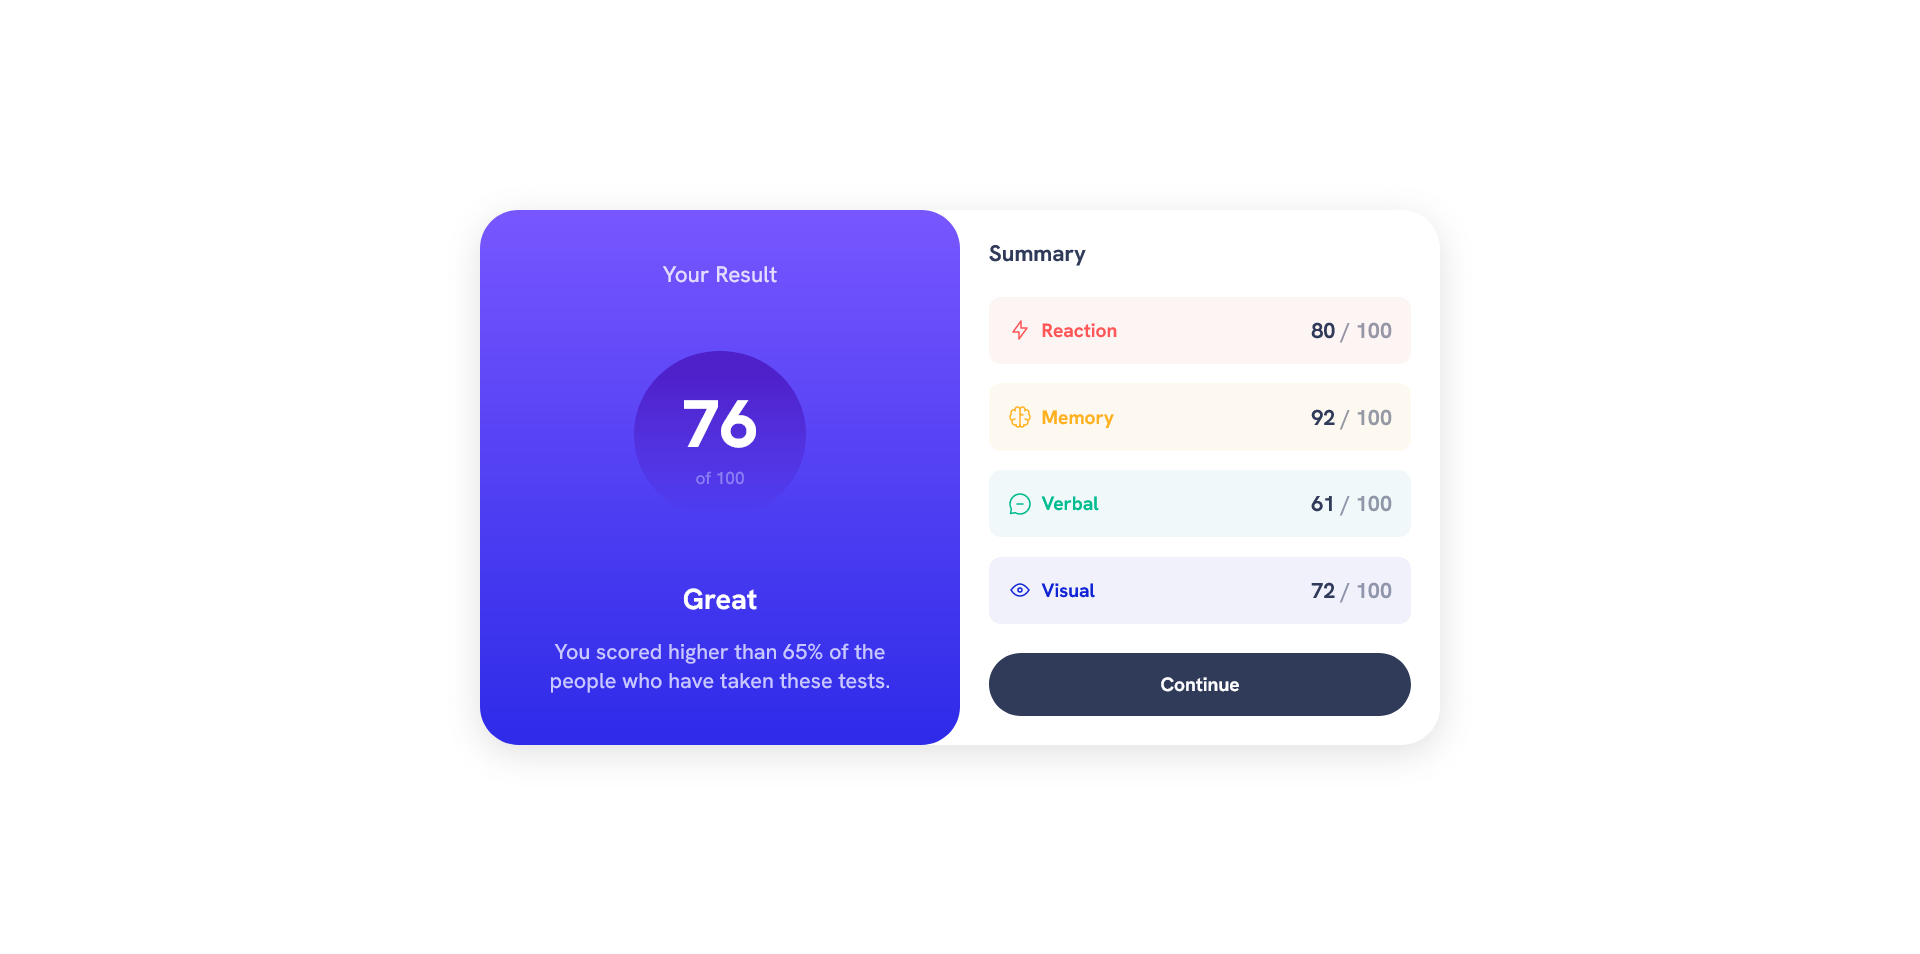 Your Result
76
of 100
Great
You scored higher than 65% of the
people who have taken these tests.
Summary
Reaction 80 / 100
Memory 92 / 100
Verbal 61 / 100
Visual 72 / 100
Continue